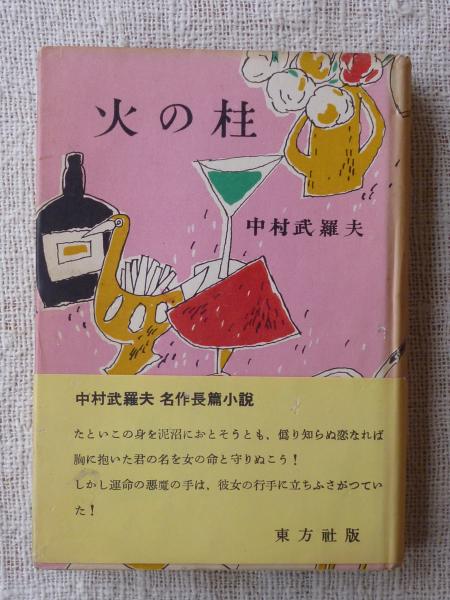 火の柱
中村武羅夫
中村武羅夫 名作長篇小說
たといこの身を泥沼におとそうとも、僞り知らぬ恋なれば
胸に抱いた君の名を女の命と守りぬこう！
しかし運命の悪魔の手は、彼女の行手に立ちふさがつてい
た！
東方社版